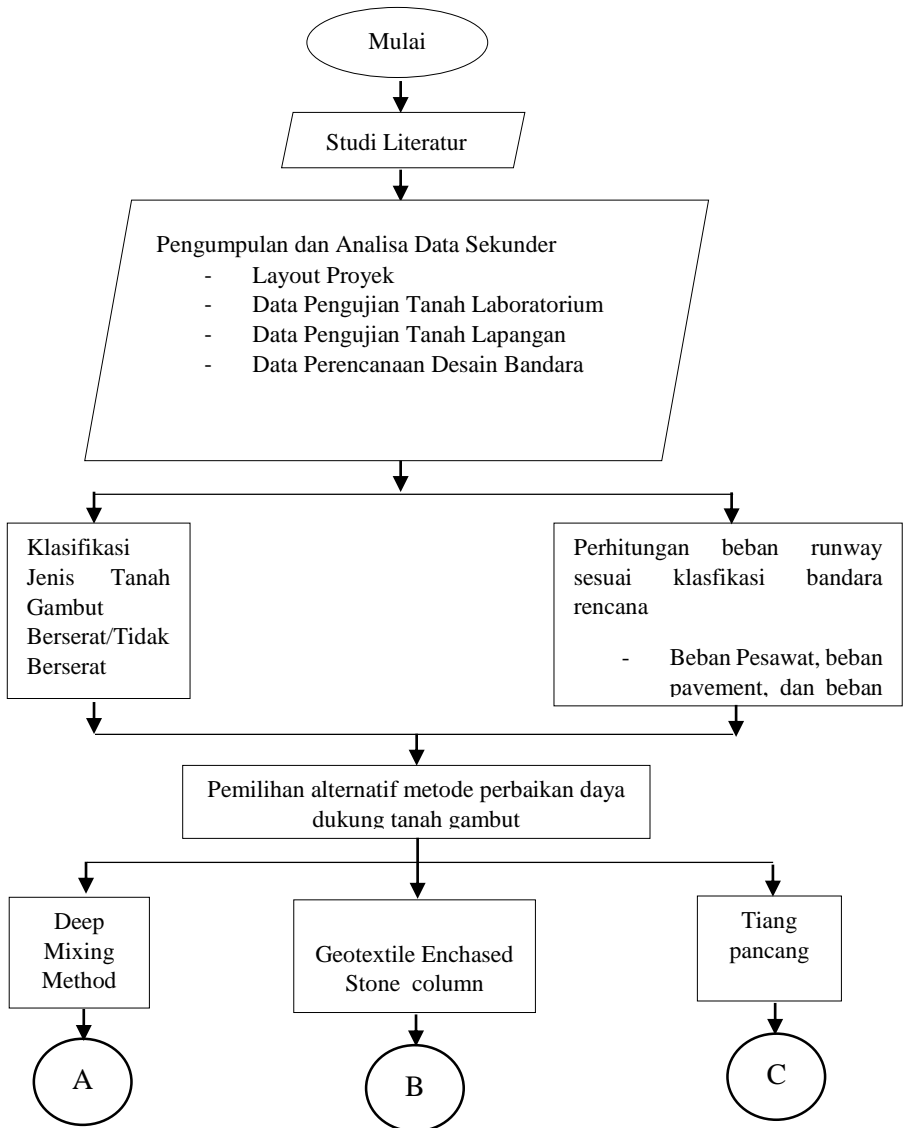 Mulai
Studi Literatur
Pengumpulan dan Analisa Data Sekunder
- Layout Proyek
- Data Pengujian Tanah Laboratorium
- Data Pengujian Tanah Lapangan
- Data Perencanaan Desain Bandara
Klasifikasi
Jenis Tanah
Gambut
Berserat/Tidak
Berserat
Perhitungan beban runway
sesuai klasfikasi bandara
rencana
- Beban Pesawat, beban
pavement, dan beban
Pemilihan alternatif metode perbaikan daya
dukung tanah gambut
Deep
Mixing
Method
Geotextile Enchased
Stone column
Tiang
pancang
A
B
C